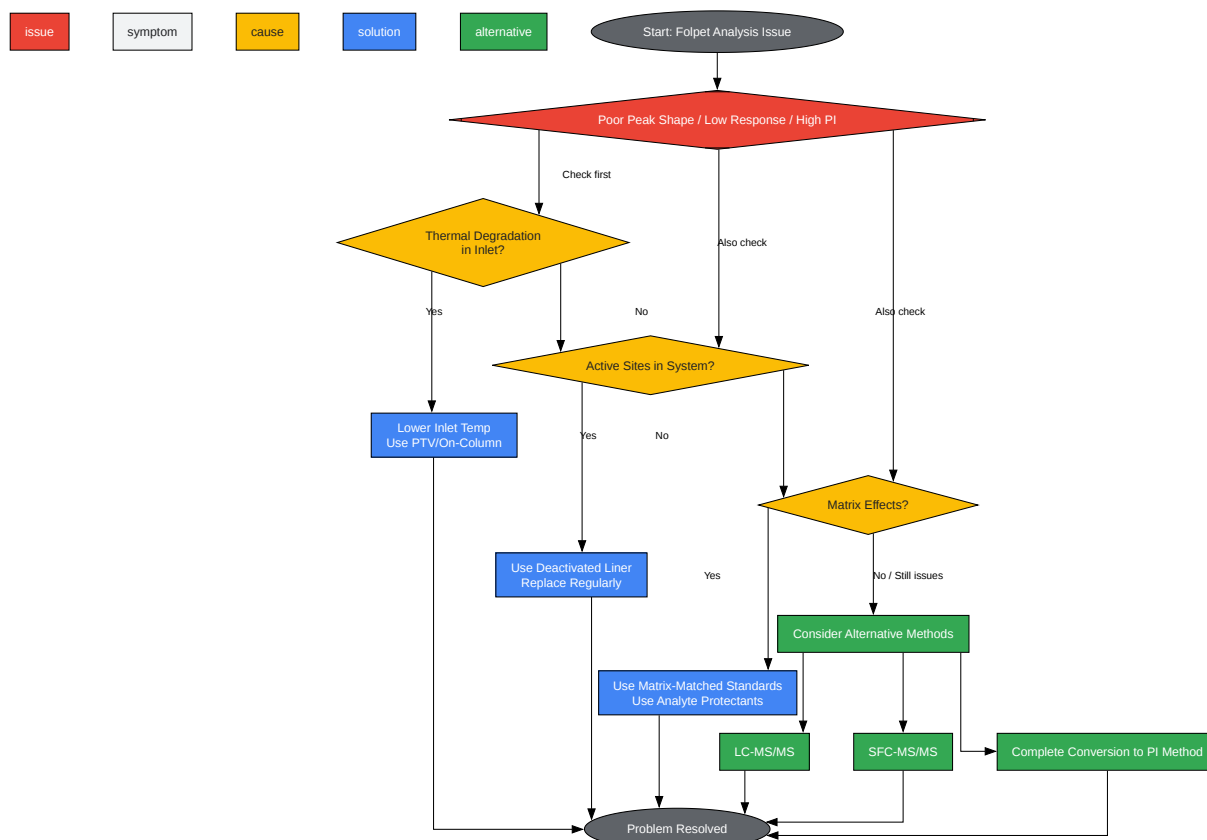 issue
symptom
cause
solution
alternative
Start: Folpet Analysis Issue
Poor Peak Shape / Low Response / High PI
Check first
Thermal Degradation
in Inlet?
Also check
Yes
No
Also check
Active Sites in System?
Lower Inlet Temp
Use PTV/On-Column
Yes
No
Matrix Effects?
Use Deactivated Liner
Replace Regularly
Yes
No / Still issues
Consider Alternative Methods
Use Matrix-Matched Standards
Use Analyte Protectants
LC-MS/MS
SFC-MS/MS
Complete Conversion to PI Method
Problem Resolved